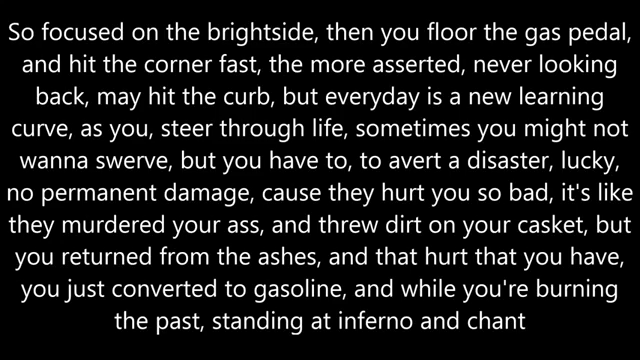 So focused on the brightside, then you floor the gas pedal,
and hit the corner fast, the more asserted, never looking
back, may hit the curb, but everyday is a new learning
curve, as you, steer through life, sometimes you might not
wanna swerve, but you have to, to avert a disaster, lucky,
no permanent damage, cause they hurt you so bad, it's like
they murdered your ass, and threw dirt on your casket, but
you returned from the ashes, and that hurt that you have,
you just converted to gasoline, and while you're burning
the past, standing at inferno and chant